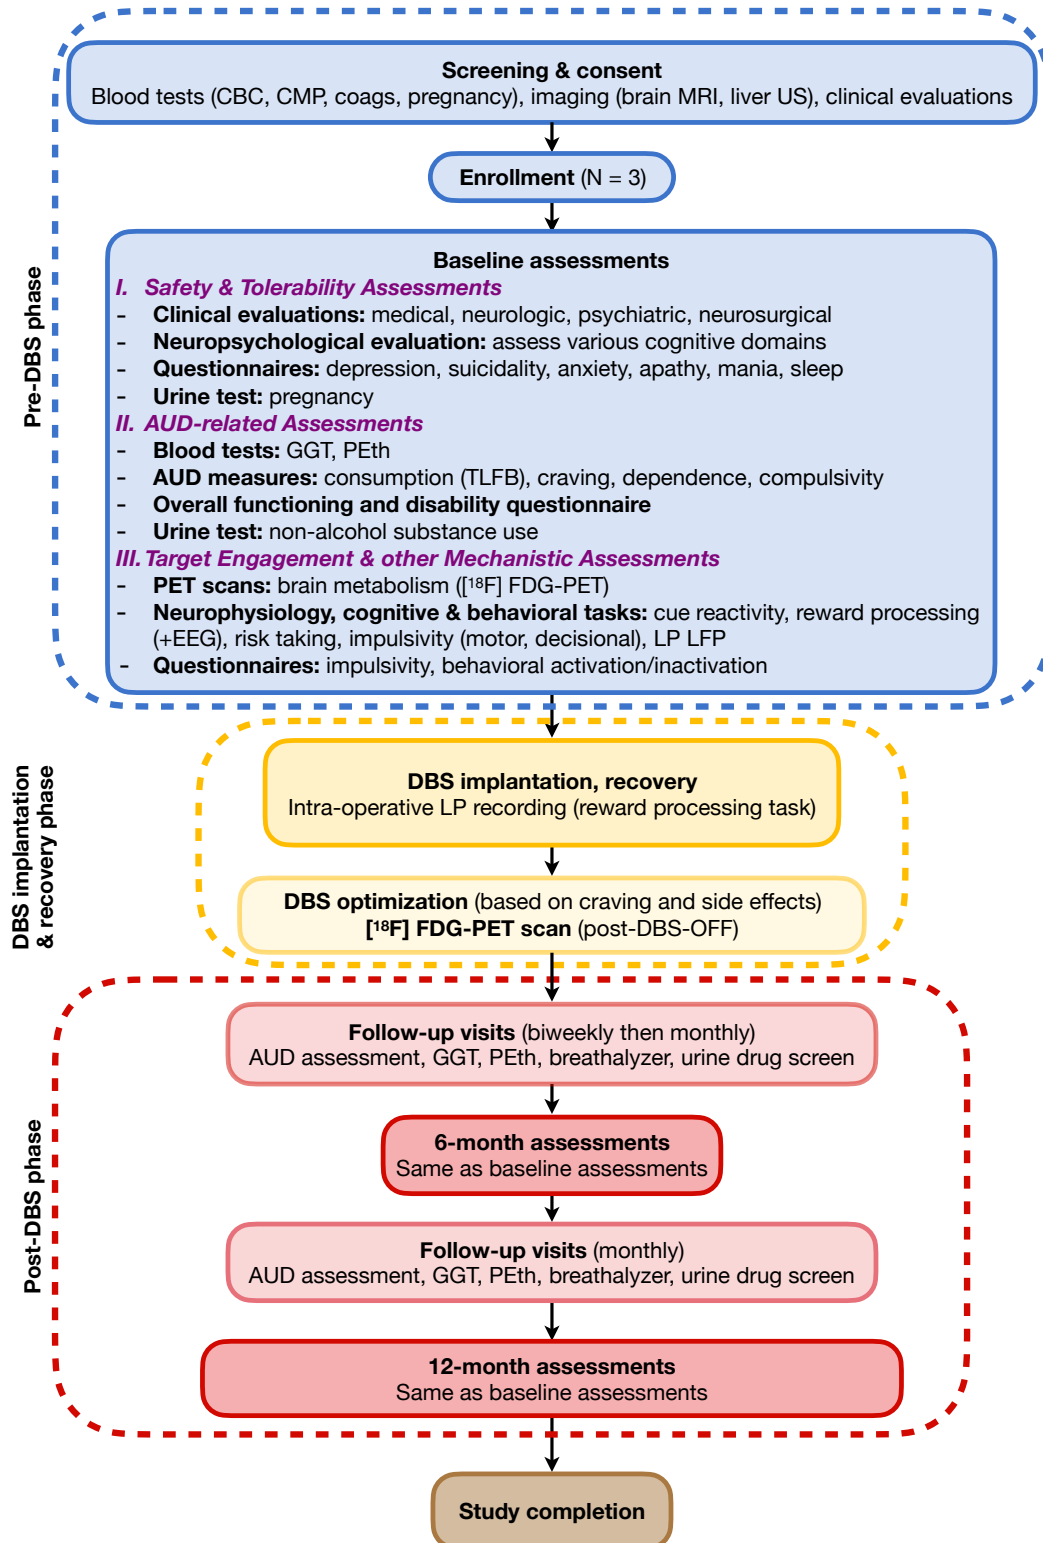 Screening & consent
Blood tests (CBC, CMP, coags, pregnancy), imaging (brain MRI, liver US), clinical evaluations
Enrollment (N = 3)
Pre-DBS phase
Baseline assessments
I. Safety & Tolerability Assessments
- Clinical evaluations: medical, neurologic, psychiatric, neurosurgical
- Neuropsychological evaluation: assess various cognitive domains
- Questionnaires: depression, suicidality, anxiety, apathy, mania, sleep
- Urine test: pregnancy
II. AUD-related Assessments
- Blood tests: GGT, PEth
- AUD measures: consumption (TLFB), craving, dependence, compulsivity
- Overall functioning and disability questionnaire
- Urine test: non-alcohol substance use
III. Target Engagement & other Mechanistic Assessments
- PET scans: brain metabolism ([¹⁸F] FDG-PET)
- Neurophysiology, cognitive & behavioral tasks: cue reactivity, reward processing
(+EEG), risk taking, impulsivity (motor, decisional), LP LFP
- Questionnaires: impulsivity, behavioral activation/inactivation
DBS implantation
& recovery phase
DBS implantation, recovery
Intra-operative LP recording (reward processing task)
DBS optimization (based on craving and side effects)
[¹⁸F] FDG-PET scan (post-DBS-OFF)
Post-DBS phase
Follow-up visits (biweekly then monthly)
AUD assessment, GGT, PEth, breathalyzer, urine drug screen
6-month assessments
Same as baseline assessments
Follow-up visits (monthly)
AUD assessment, GGT, PEth, breathalyzer, urine drug screen
12-month assessments
Same as baseline assessments
Study completion